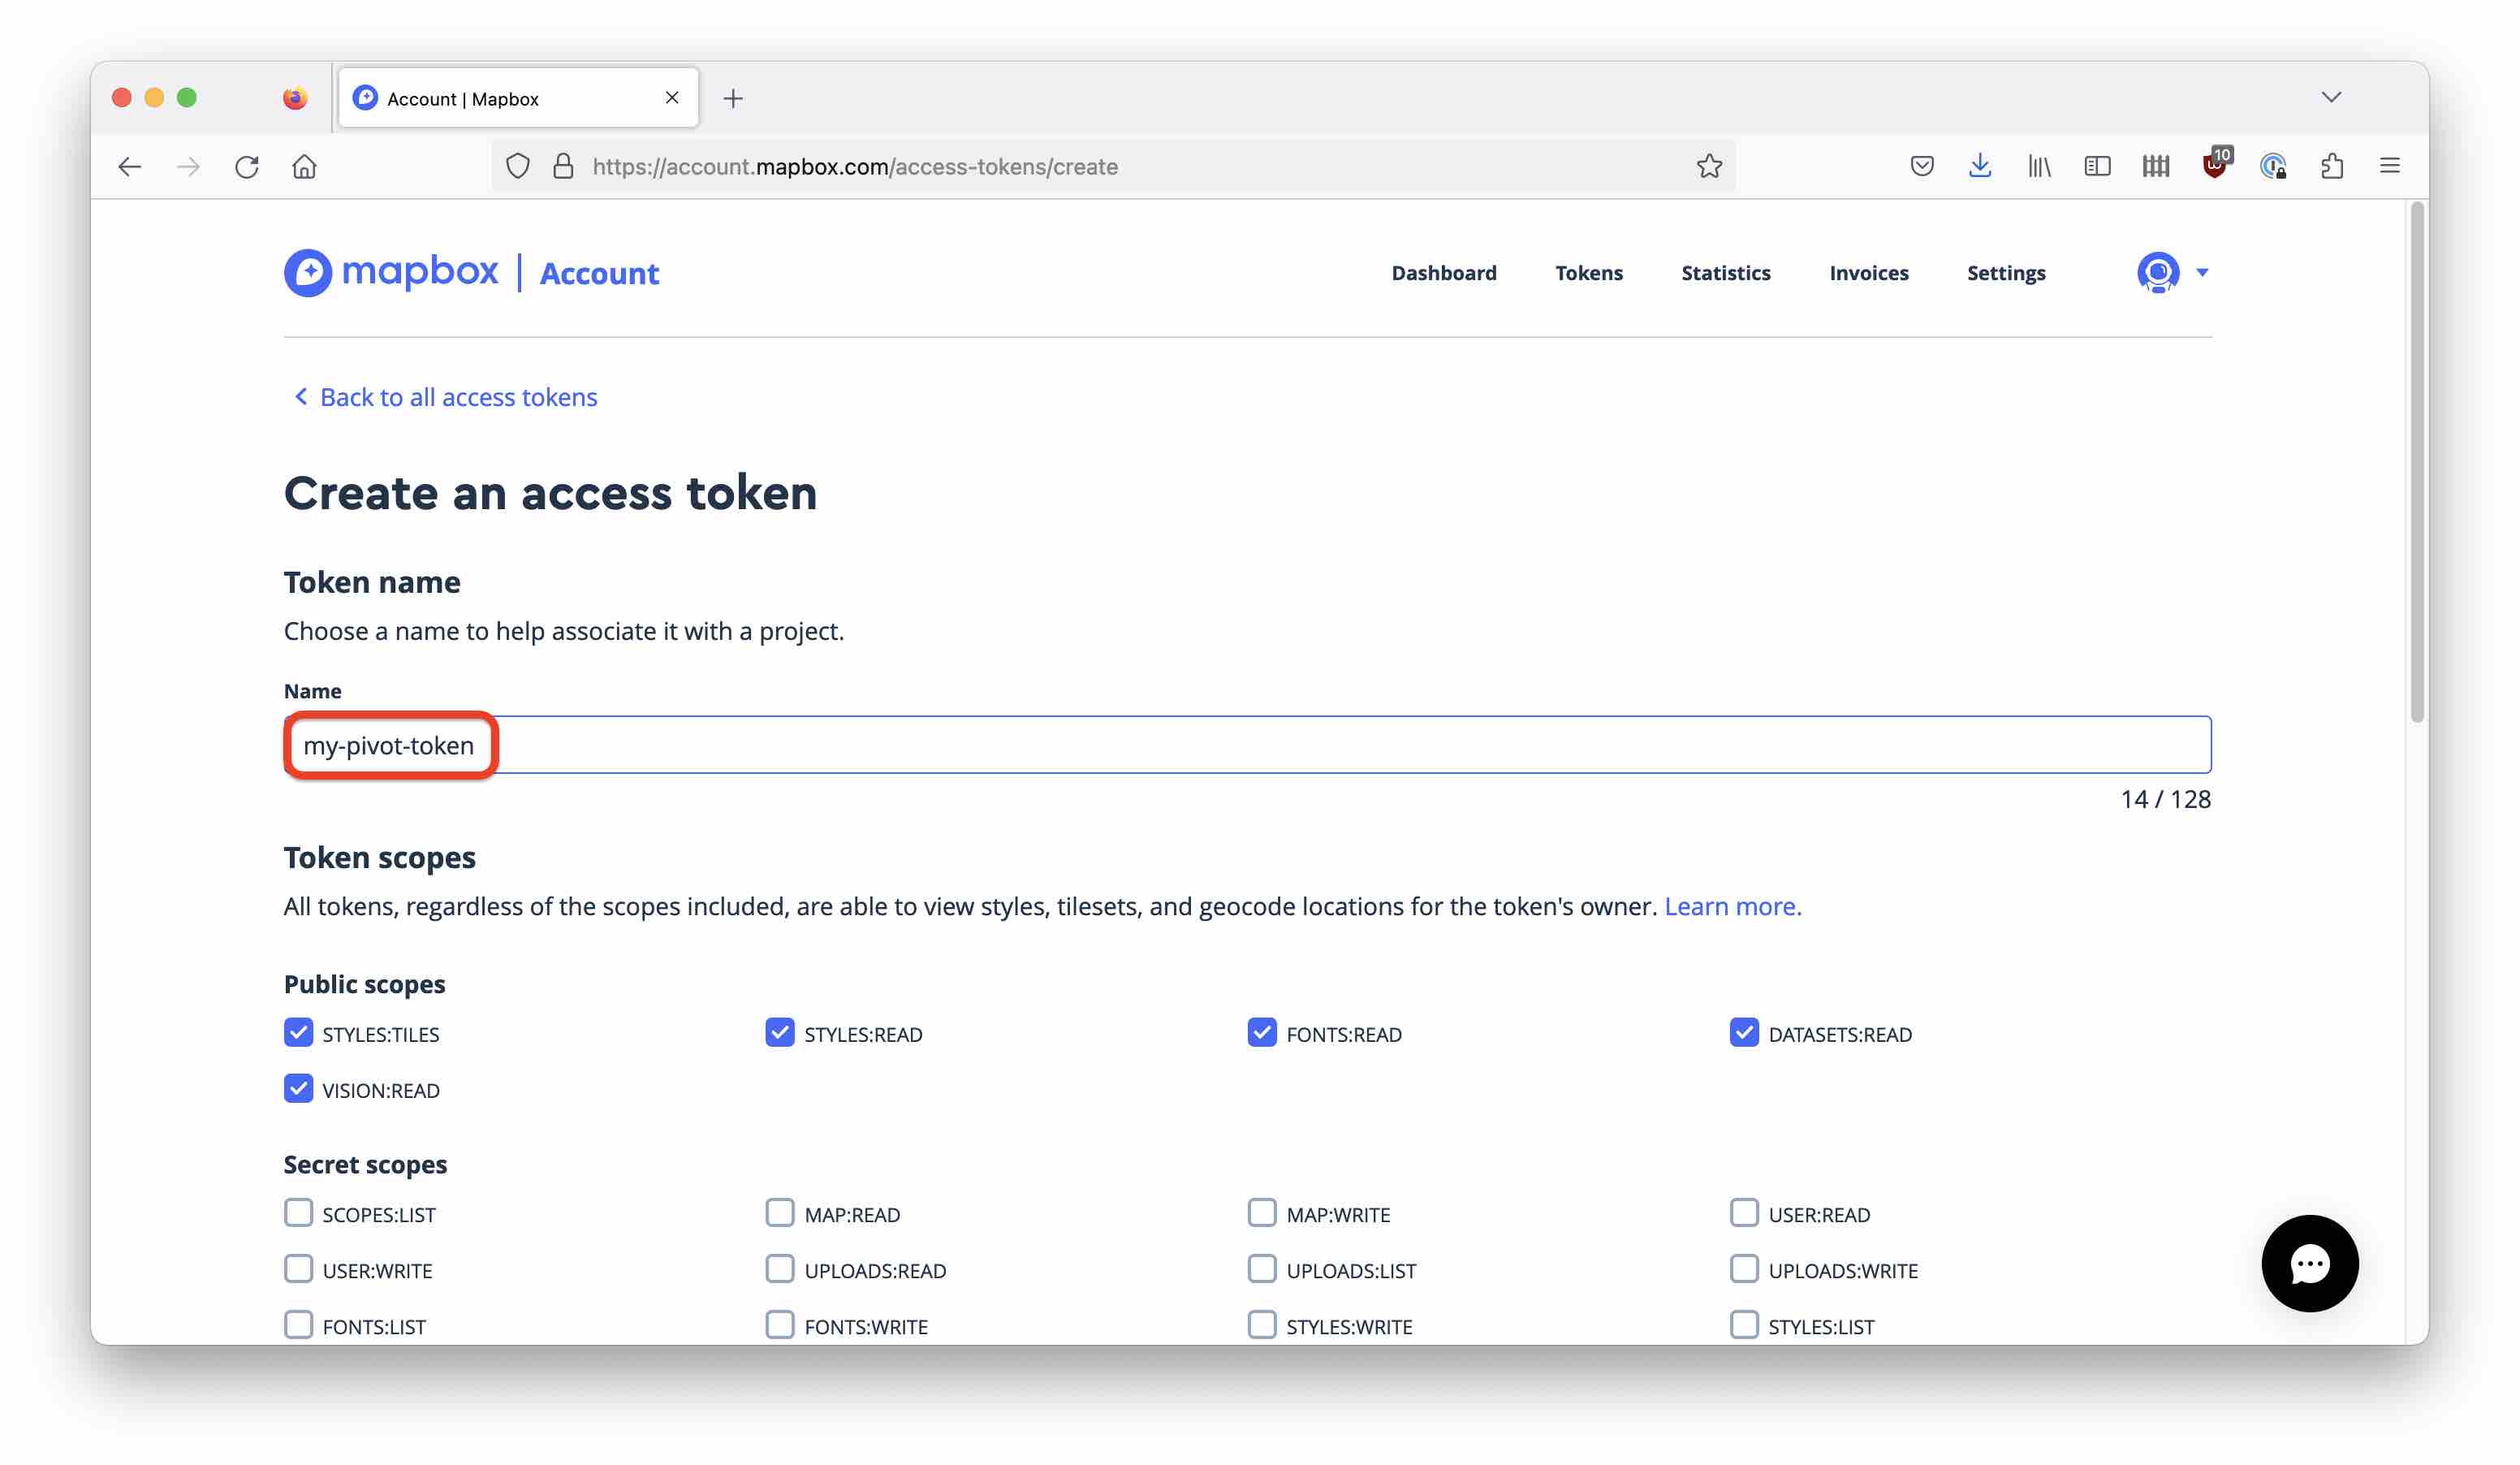 Account | Mapbox
https://account.mapbox.com/access-tokens/create
10
mapbox | Account
Dashboard Tokens Statistics Invoices Settings
Back to all access tokens
Create an access token
Token name
Choose a name to help associate it with a project.
Name
my-pivot-token
14 / 128
Token scopes
All tokens, regardless of the scopes included, are able to view styles, tilesets, and geocode locations for the token's owner. Learn more.
Public scopes
STYLES:TILES STYLES:READ FONTS:READ DATASETS:READ
VISION:READ
Secret scopes
SCOPES:LIST MAP:READ MAP:WRITE USER:READ
USER:WRITE UPLOADS:READ UPLOADS:LIST UPLOADS:WRITE
FONTS:LIST FONTS:WRITE STYLES:WRITE STYLES:LIST